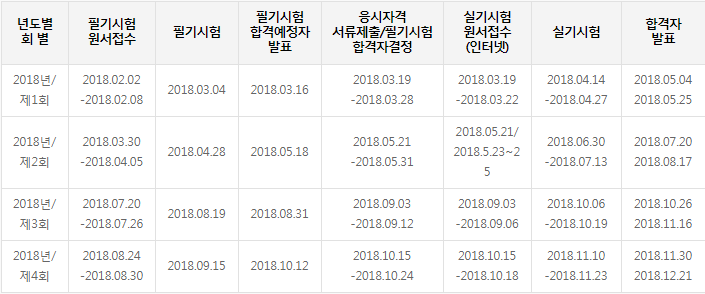 년도별
회 별
필기시험
원서접수
필기시험
필기시험
합격예정자
발표
응시자격
서류제출/필기시험
합격자결정
실기시험
원서접수
(인터넷)
실기시험
합격자
발표
2018년/
제1회
2018.02.02
-2018.02.08
2018.03.04
2018.03.16
2018.03.19
-2018.03.28
2018.03.19
-2018.03.22
2018.04.14
-2018.04.27
2018.05.04
2018.05.25
2018년/
제2회
2018.03.30
-2018.04.05
2018.04.28
2018.05.18
2018.05.21
-2018.05.31
2018.05.21/
2018.5.23~2
5
2018.06.30
-2018.07.13
2018.07.20
2018.08.17
2018년/
제3회
2018.07.20
-2018.07.26
2018.08.19
2018.08.31
2018.09.03
-2018.09.12
2018.09.03
-2018.09.06
2018.10.06
-2018.10.19
2018.10.26
2018.11.16
2018년/
제4회
2018.08.24
-2018.08.30
2018.09.15
2018.10.12
2018.10.15
-2018.10.24
2018.10.15
-2018.10.18
2018.11.10
-2018.11.23
2018.11.30
2018.12.21